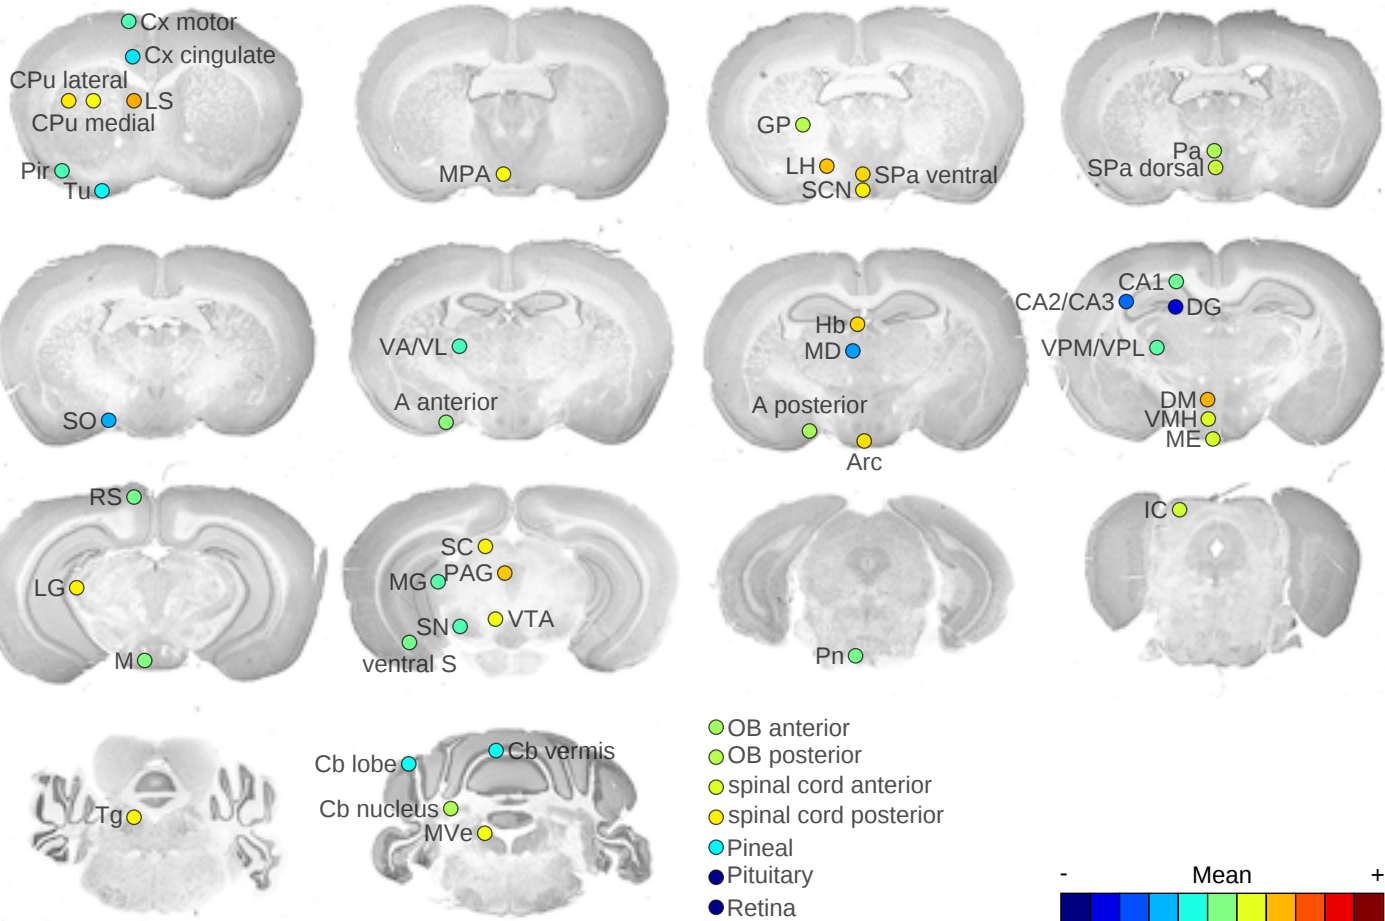 Cx motor
Cx cingulate
CPu lateral
LS
CPu medial
Pir
Tu
MPA
GP
LH
SPa ventral
SCN
Pa
SPa dorsal
SO
VA/VL
A anterior
Hb
MD
A posterior
Arc
CA1
CA2/CA3
DG
VPM/VPL
DM
VMH
ME
RS
LG
M
SC
MG
PAG
SN
VTA
ventral S
Pn
IC
Tg
Cb lobe
Cb vermis
Cb nucleus
MVe
OB anterior
OB posterior
spinal cord anterior
spinal cord posterior
Pineal
Pituitary
Retina
- Mean +